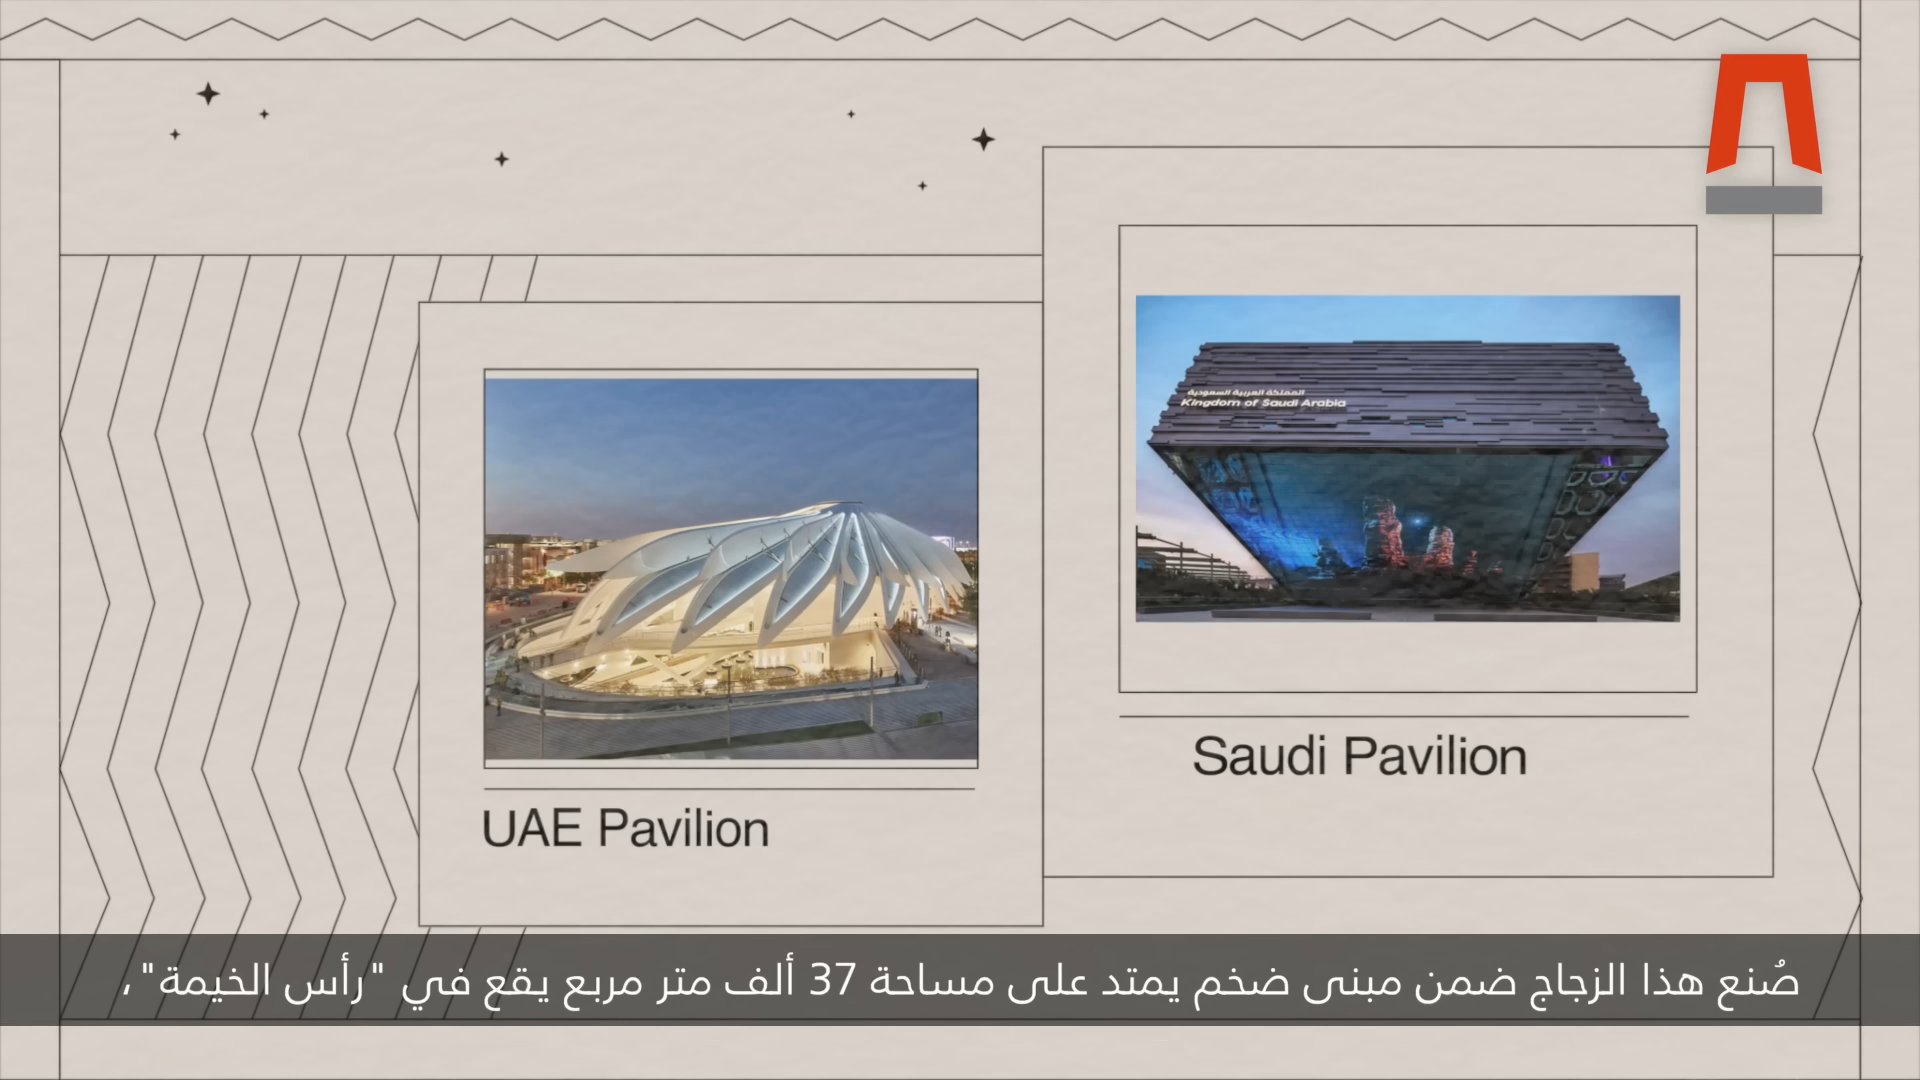 المملكة العربية السعودية
Kingdom of Saudi Arabia
Saudi Pavilion
UAE Pavilion
صُنع هذا الزجاج ضمن مبنى ضخم يمتد على مساحة 37 ألف متر مربع يقع في "رأس الخيمة"،